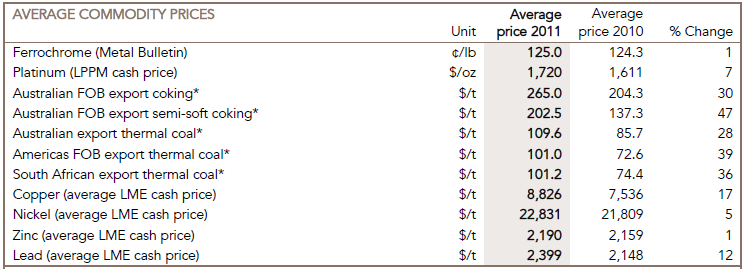 AVERAGE COMMODITY PRICES Average Average
Unit price 2011 price 2010 % Change
Ferrochrome (Metal Bulletin) ¢/lb 125.0 124.3 1
Platinum (LPPM cash price) $/oz 1,720 1,611 7
Australian FOB export coking* $/t 265.0 204.3 30
Australian FOB export semi-soft coking* $/t 202.5 137.3 47
Australian export thermal coal* $/t 109.6 85.7 28
Americas FOB export thermal coal* $/t 101.0 72.6 39
South African export thermal coal* $/t 101.2 74.4 36
Copper (average LME cash price) $/t 8,826 7,536 17
Nickel (average LME cash price) $/t 22,831 21,809 5
Zinc (average LME cash price) $/t 2,190 2,159 1
Lead (average LME cash price) $/t 2,399 2,148 12